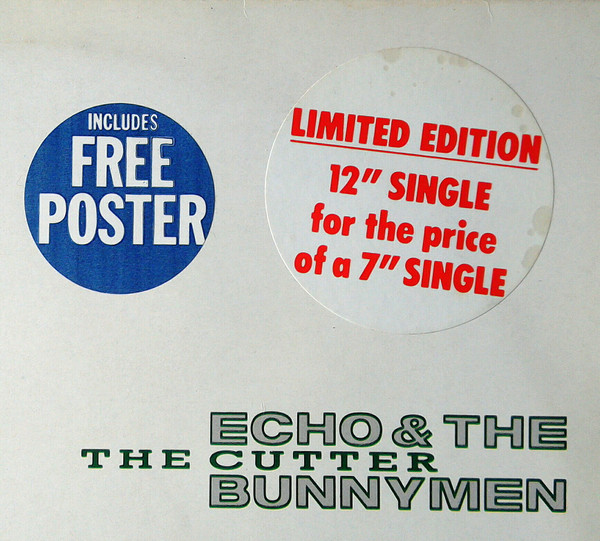 INCLUDES
FREE
POSTER
LIMITED EDITION
12" SINGLE
for the price
of a 7" SINGLE
ECHO & THE
THE CUTTER
BUNNYMEN